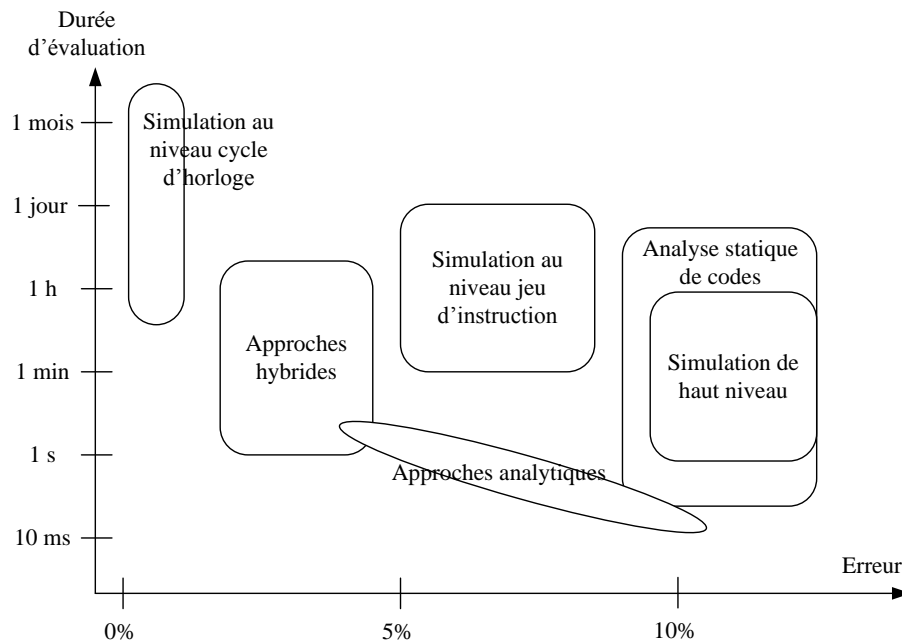 Durée
d'évaluation
1 mois
1 jour
1 h
1 min
1 s
10 ms
Simulation au
niveau cycle
d'horloge
Approches
hybrides
Simulation au
niveau jeu
d'instruction
Analyse statique
de codes
Simulation de
haut niveau
Approches analytiques
Erreur
0%
5%
10%